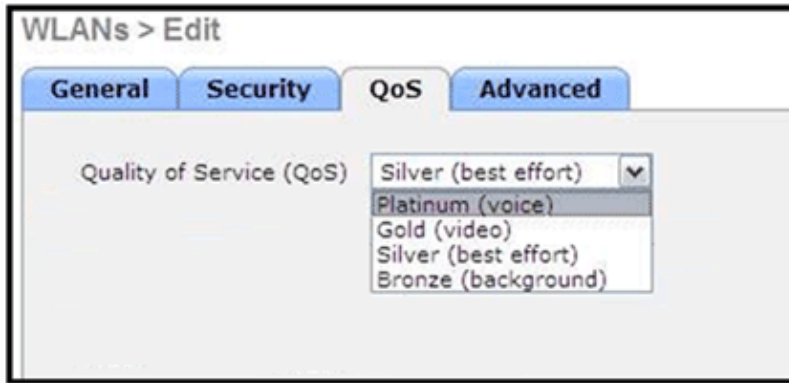 WLANs > Edit
General Security QoS Advanced
Quality of Service (QoS) Silver (best effort)
Platinum (voice)
Gold (video)
Silver (best effort)
Bronze (background)